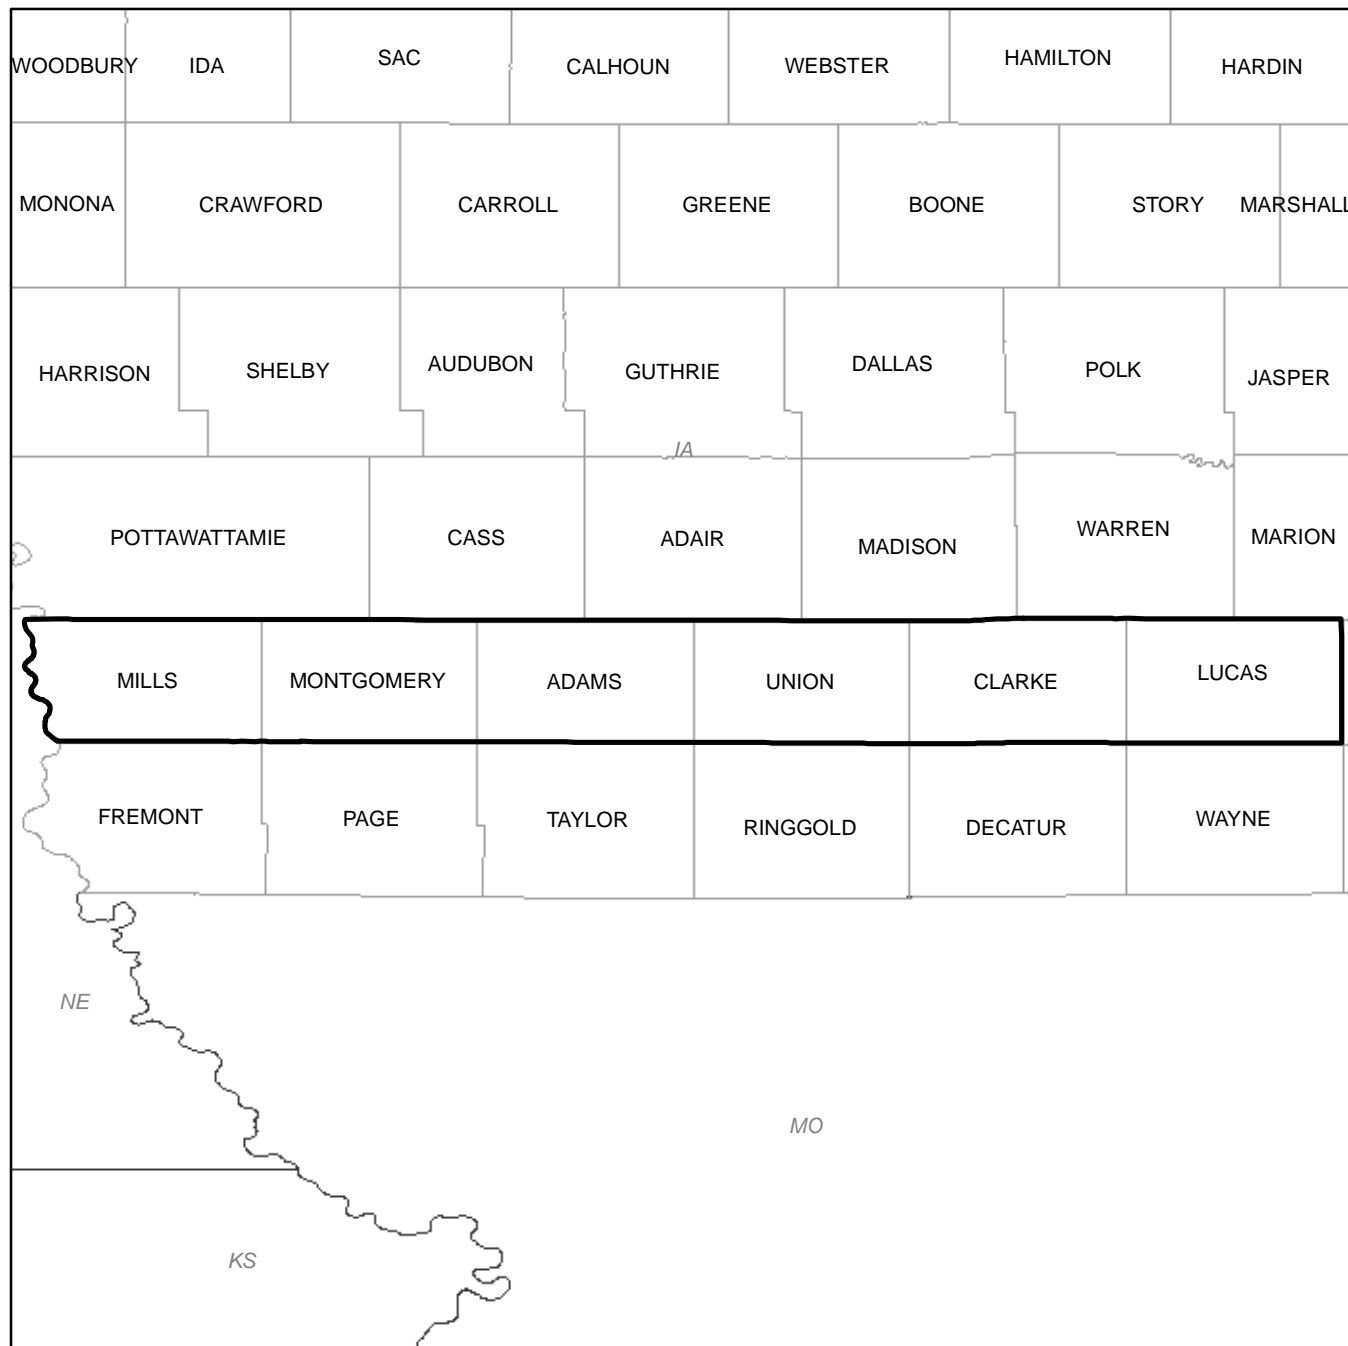 WOODBURY IDA SAC CALHOUN WEBSTER HAMILTON HARDIN
MONONA CRAWFORD CARROLL GREENE BOONE STORY MARSHALL
HARRISON SHELBY AUDUBON GUTHRIE DALLAS POLK JASPER
IA
POTTAWATTAMIE CASS ADAIR MADISON WARREN MARION
MILLS MONTGOMERY ADAMS UNION CLARKE LUCAS
FREMONT PAGE TAYLOR RINGGOLD DECATUR WAYNE
NE
MO
KS